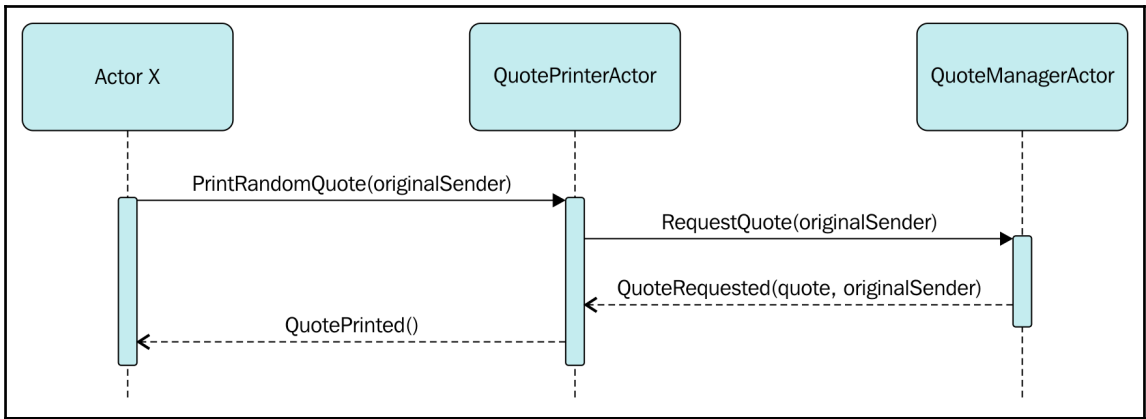 Actor X
QuotePrinterActor
QuoteManagerActor
PrintRandomQuote(originalSender)
RequestQuote(originalSender)
QuoteRequested(quote, originalSender)
QuotePrinted()